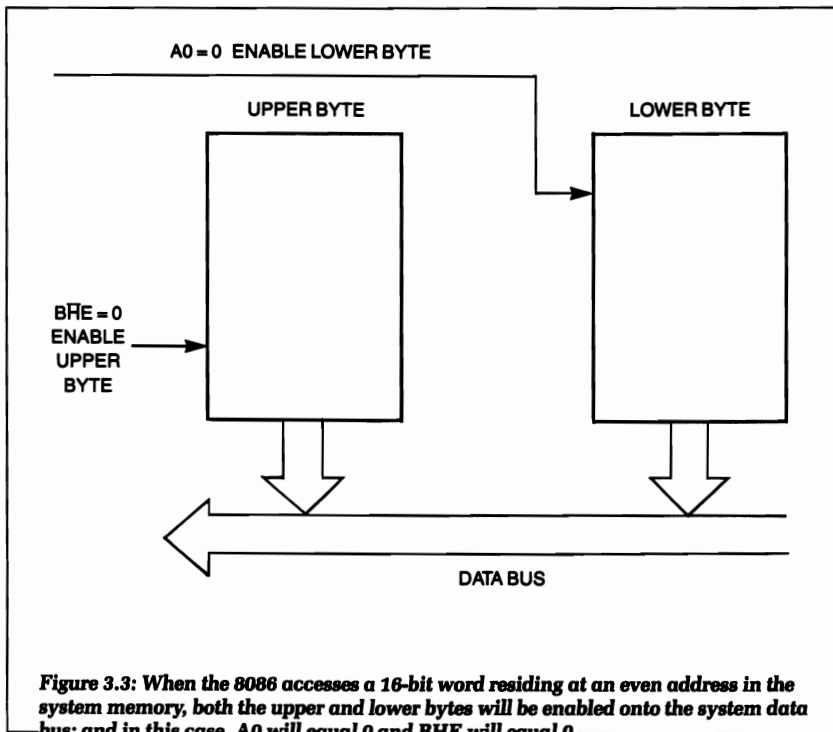 A0 = 0 ENABLE LOWER BYTE
UPPER BYTE
LOWER BYTE
BH̅E = 0
ENABLE
UPPER
BYTE
DATA BUS
Figure 3.3: When the 8086 accesses a 16-bit word residing at an even address in the
system memory, both the upper and lower bytes will be enabled onto the system data
bus; and in this case, A0 will equal 0 and BHE will equal 0